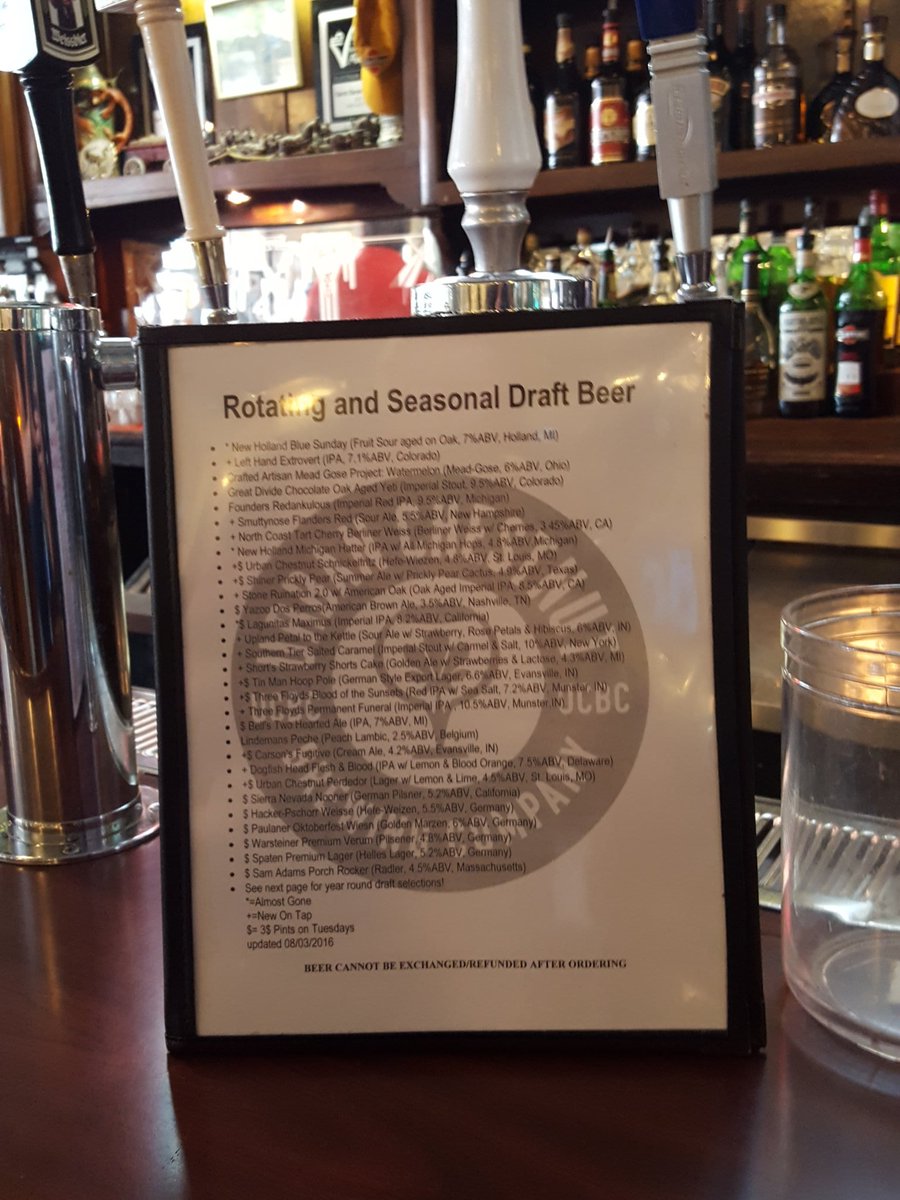 Rotating and Seasonal Draft Beer
* New Holland Blue Sunday (Fruit Sour aged on Oak, 7%ABV, Holland, MI)
+ Left Hand Extrovert (IPA, 7.1%ABV, Colorado)
Crafted Artisan Mead Gose Project: Watermelon (Mead-Gose, 6%ABV, Ohio)
Great Divide Chocolate Oak Aged Yeti (Imperial Stout, 9.5%ABV, Colorado)
Founders Redankulous (Imperial Red IPA, 9.5%ABV, Michigan)
+ Smuttynose Flanders Red (Sour Ale, 5.5%ABV, New Hampshire)
+ North Coast Tart Cherry Berliner Weiss (Berliner Weiss w/ Cherries, 3.45%ABV, CA)
* New Holland Michigan Hatter (IPA w/ All Michigan Hops, 4.8%ABV,Michigan)
+$ Urban Chestnut Schnickelfritz (Hefe-Wiezen, 4.8%ABV, St. Louis, MO)
+$ Shiner Prickly Pear (Summer Ale w/ Prickly Pear Cactus, 4.9%ABV, Texas)
+ Stone Ruination 2.0 w/ American Oak (Oak Aged Imperial IPA, 8.5%ABV, CA)
$ Yazoo Dos Perros(American Brown Ale, 3.5%ABV, Nashville, TN)
*$ Lagunitas Maximus (Imperial IPA, 8.2%ABV, California)
+ Upland Petal to the Kettle (Sour Ale w/ Strawberry, Rose Petals & Hibiscus, 6%ABV, IN)
+ Southern Tier Salted Caramel (Imperial Stout w/ Carmel & Salt, 10%ABV, New York)
+ Short's Strawberry Shorts Cake (Golden Ale w/ Strawberries & Lactose, 4.3%ABV, MI)
+$ Tin Man Hoop Pole (German Style Export Lager, 6.6%ABV, Evansville, IN)
+$ Three Floyds Blood of the Sunsets (Red IPA w/ Sea Salt, 7.2%ABV, Munster, IN)
+ Three Floyds Permanent Funeral (Imperial IPA , 10.5%ABV, Munster,IN)
$ Bell's Two Hearted Ale (IPA, 7%ABV, MI)
Lindemans Peche (Peach Lambic, 2.5%ABV, Belgium)
+$ Carson's Fugitive (Cream Ale, 4.2%ABV, Evansville, IN)
+ Dogfish Head Flesh & Blood (IPA w/ Lemon & Blood Orange, 7.5%ABV, Delaware)
+$ Urban Chestnut Perdedor (Lager w/ Lemon & Lime, 4.5%ABV, St. Louis, MO)
$ Sierra Nevada Nooner (German Pilsner, 5.2%ABV, California)
$ Hacker-Pschorr Weisse (Hefe-Weizen, 5.5%ABV, Germany)
$ Paulaner Oktoberfest Wiesn (Golden Marzen, 6%ABV, Germany)
$ Warsteiner Premium Verum (Pilsener, 4.8%ABV, Germany)
$ Spaten Premium Lager (Helles Lager, 5.2%ABV, Germany)
$ Sam Adams Porch Rocker (Radler, 4.5%ABV, Massachusetts)
See next page for year round draft selections!
*=Almost Gone
+=New On Tap
$= 3$ Pints on Tuesdays
updated 08/03/2016
BEER CANNOT BE EXCHANGED/REFUNDED AFTER ORDERING
JCBC